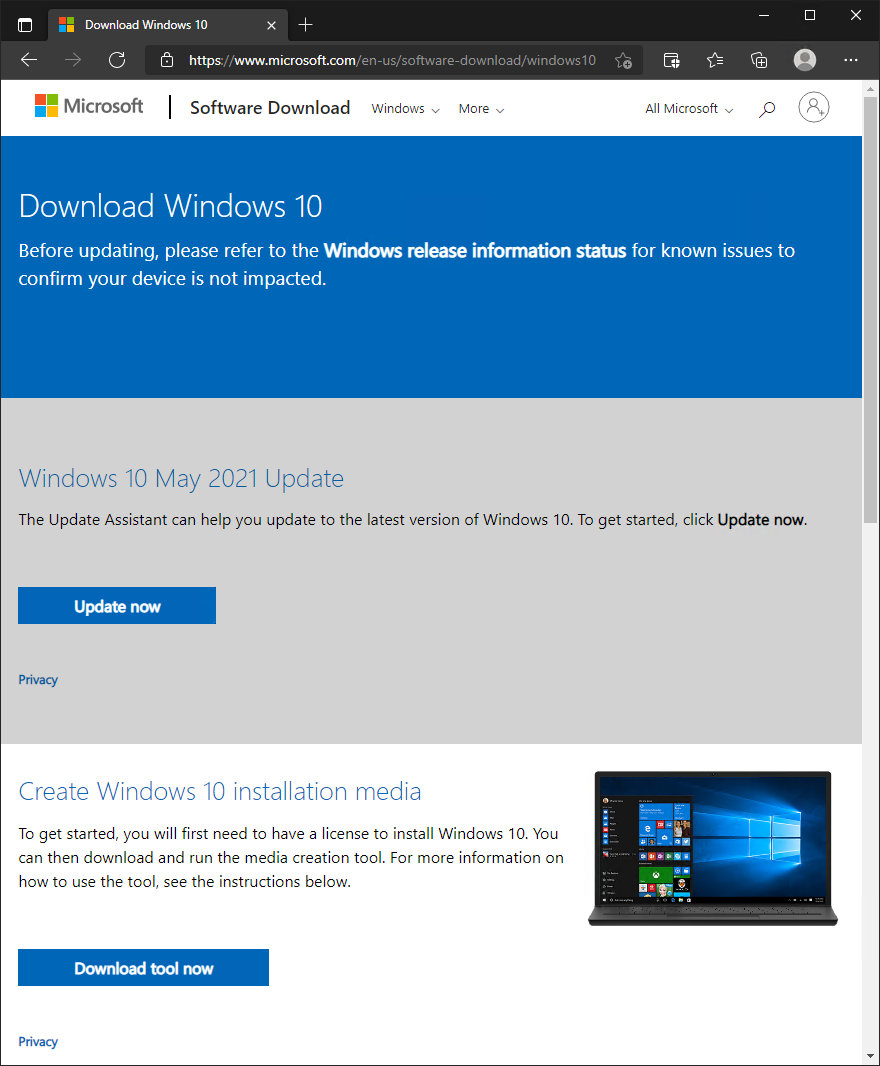 Download Windows 10
https://www.microsoft.com/en-us/software-download/windows10
Microsoft
Software Download
Windows
More
All Microsoft
Download Windows 10
Before updating, please refer to the Windows release information status for known issues to
confirm your device is not impacted.
Windows 10 May 2021 Update
The Update Assistant can help you update to the latest version of Windows 10. To get started, click Update now.
Update now
Privacy
Create Windows 10 installation media
To get started, you will first need to have a license to install Windows 10. You
can then download and run the media creation tool. For more information on
how to use the tool, see the instructions below.
Download tool now
Privacy